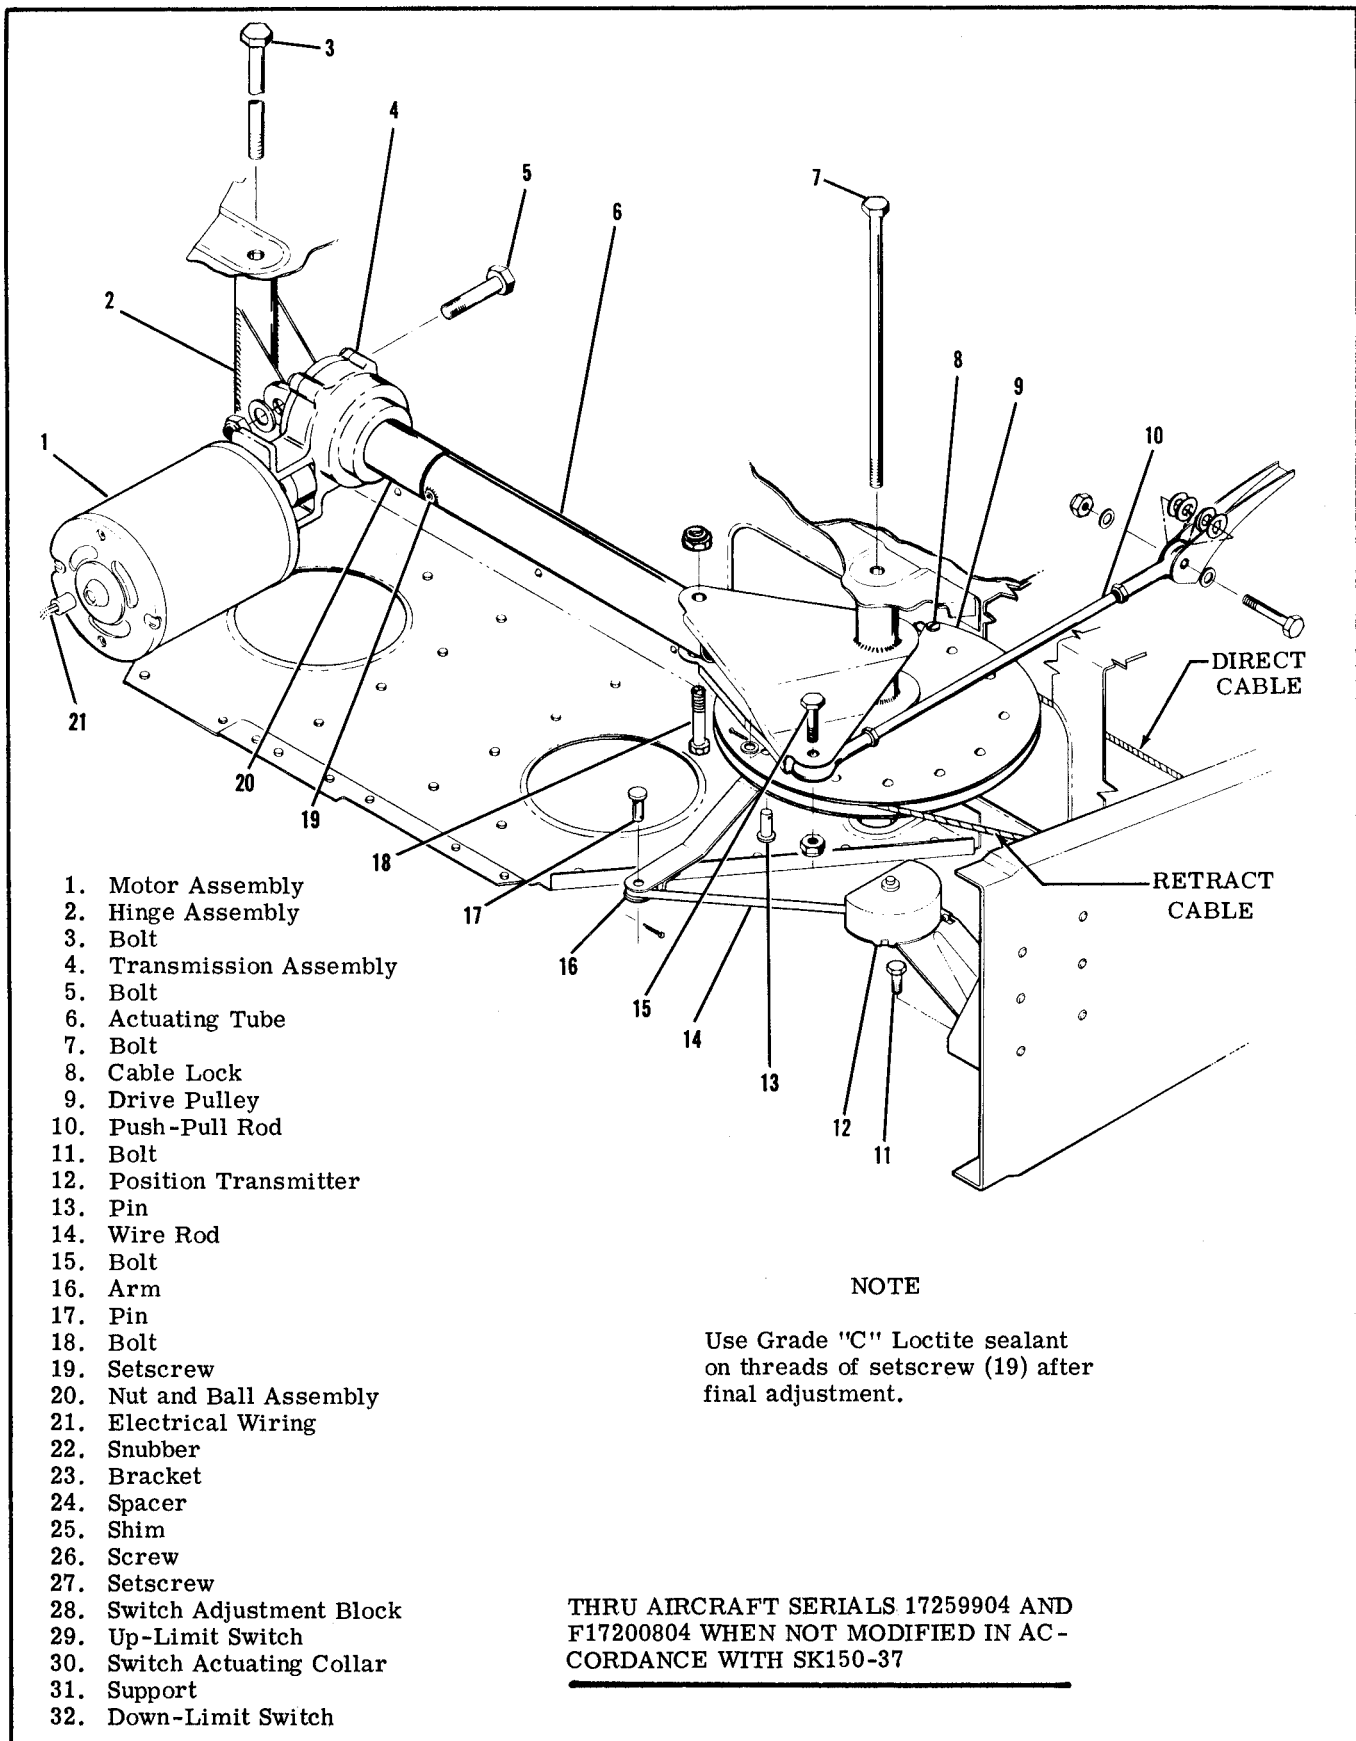 3
4
5
6
7
2
8
9
10
1
DIRECT
CABLE
21
20
19
18
17
16
15
14
13
12
11
RETRACT
CABLE
1. Motor Assembly
2. Hinge Assembly
3. Bolt
4. Transmission Assembly
5. Bolt
6. Actuating Tube
7. Bolt
8. Cable Lock
9. Drive Pulley
10. Push-Pull Rod
11. Bolt
12. Position Transmitter
13. Pin
14. Wire Rod
15. Bolt
16. Arm
17. Pin
18. Bolt
19. Setscrew
20. Nut and Ball Assembly
21. Electrical Wiring
22. Snubber
23. Bracket
24. Spacer
25. Shim
26. Screw
27. Setscrew
28. Switch Adjustment Block
29. Up-Limit Switch
30. Switch Actuating Collar
31. Support
32. Down-Limit Switch
NOTE
Use Grade "C" Loctite sealant
on threads of setscrew (19) after
final adjustment.
THRU AIRCRAFT SERIALS 17259904 AND
F17200804 WHEN NOT MODIFIED IN AC-
CORDANCE WITH SK150-37